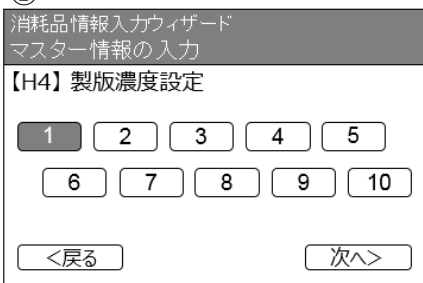 消耗品情報入力ウィザード
マスター情報の入力
【H4】製版濃度設定
1 2 3 4 5
6 7 8 9 10
<戻る 次へ>